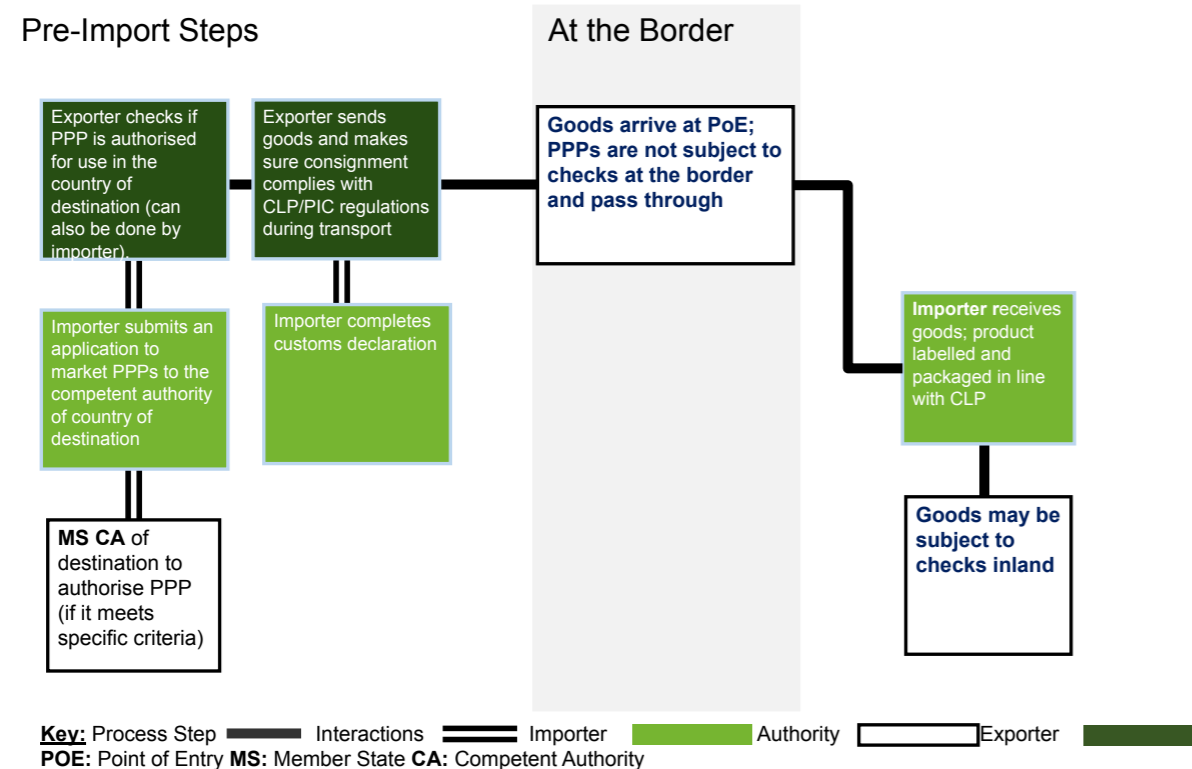 Pre-Import Steps
At the Border
Exporter checks if
PPP is authorised
for use in the
country of
destination (can
also be done by
importer).
Exporter sends
goods and makes
sure consignment
complies with
CLP/PIC regulations
during transport
Goods arrive at PoE;
PPPs are not subject to
checks at the border
and pass through
Importer submits an
application to
market PPPs to the
competent authority
of country of
destination
Importer completes
customs declaration
Importer receives
goods; product
labelled and
packaged in line
with CLP
MS CA of
destination to
authorise PPP
(if it meets
specific criteria)
Goods may be
subject to
checks inland
Key: Process Step Interactions Importer Authority Exporter
POE: Point of Entry MS: Member State CA: Competent Authority